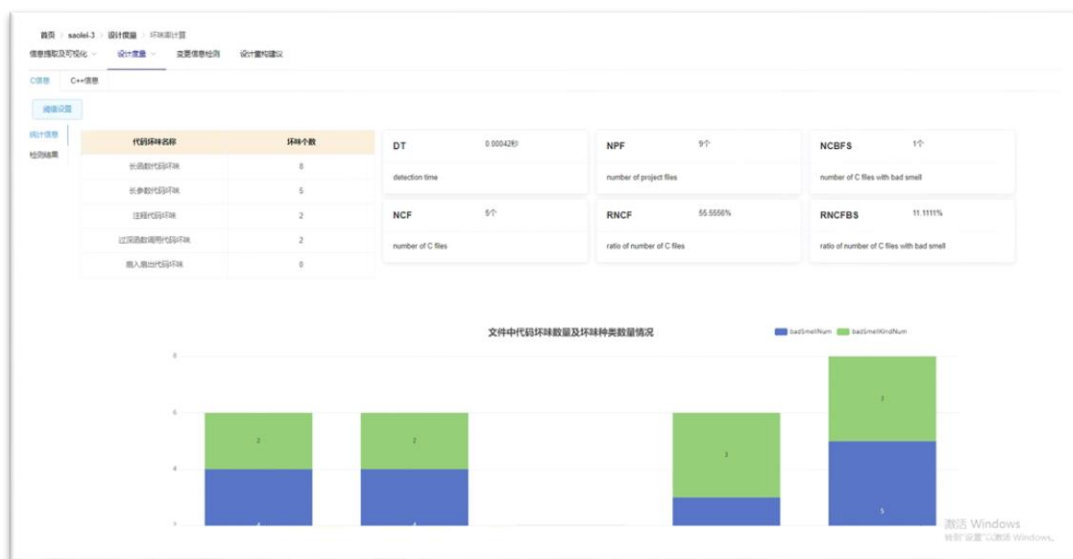 首页 / saolei-3 / 设计度量 / 坏味道计算
信息提取及可视化 设计度量 变更信息检测 设计重构建议
C信息 C++信息
阈值设置
统计信息
检测结果
代码坏味名称 坏味个数
长函数代码坏味 8
长参数代码坏味 5
注释代码坏味 2
过深函数调用代码坏味 2
扇入扇出代码坏味 0
DT 0.00042秒
detection time
NPF 9个
number of project files
NCBFS 1个
number of C files with bad smell
NCF 5个
number of C files
RNCF 55.5556%
ratio of number of C files
RNCFBS 11.1111%
ratio of number of C files with bad smell
文件中代码坏味数量及坏味种类数量情况
badSmellNum badSmellKindNum
8
6
4
2
2
2
3
3
4
4
5
激活 Windows
转到"设置"以激活 Windows。